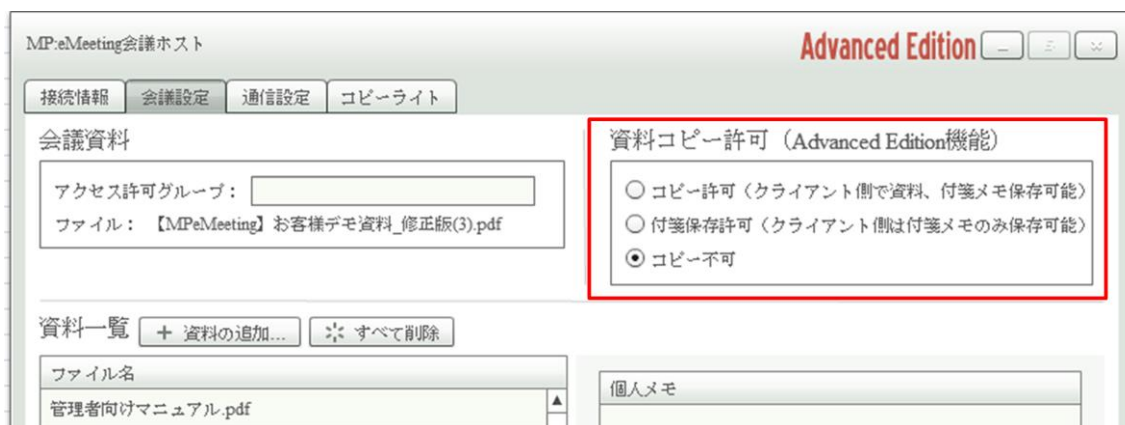 MP:eMeeting会議ホスト
Advanced Edition
接続情報
会議設定
通信設定
コピーライト
会議資料
アクセス許可グループ：
ファイル： 【MPeMeeting】お客様デモ資料_修正版(3).pdf
資料コピー許可（Advanced Edition機能）
コピー許可（クライアント側で資料、付箋メモ保存可能）
付箋保存許可（クライアント側は付箋メモのみ保存可能）
コピー不可
資料一覧
+ 資料の追加...
すべて削除
ファイル名
管理者向けマニュアル.pdf
個人メモ